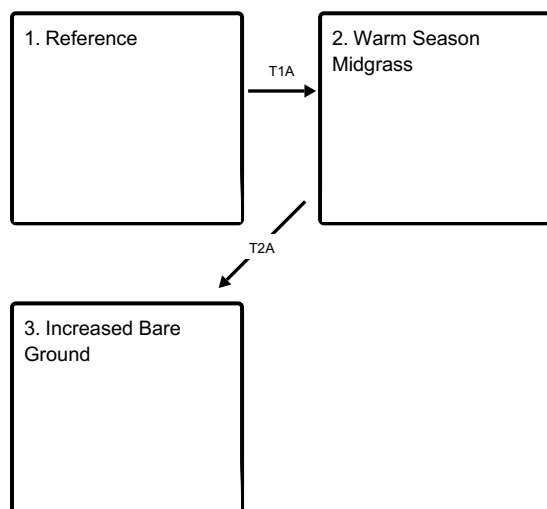 1. Reference
T1A
2. Warm Season
Midgrass
T2A
3. Increased Bare
Ground